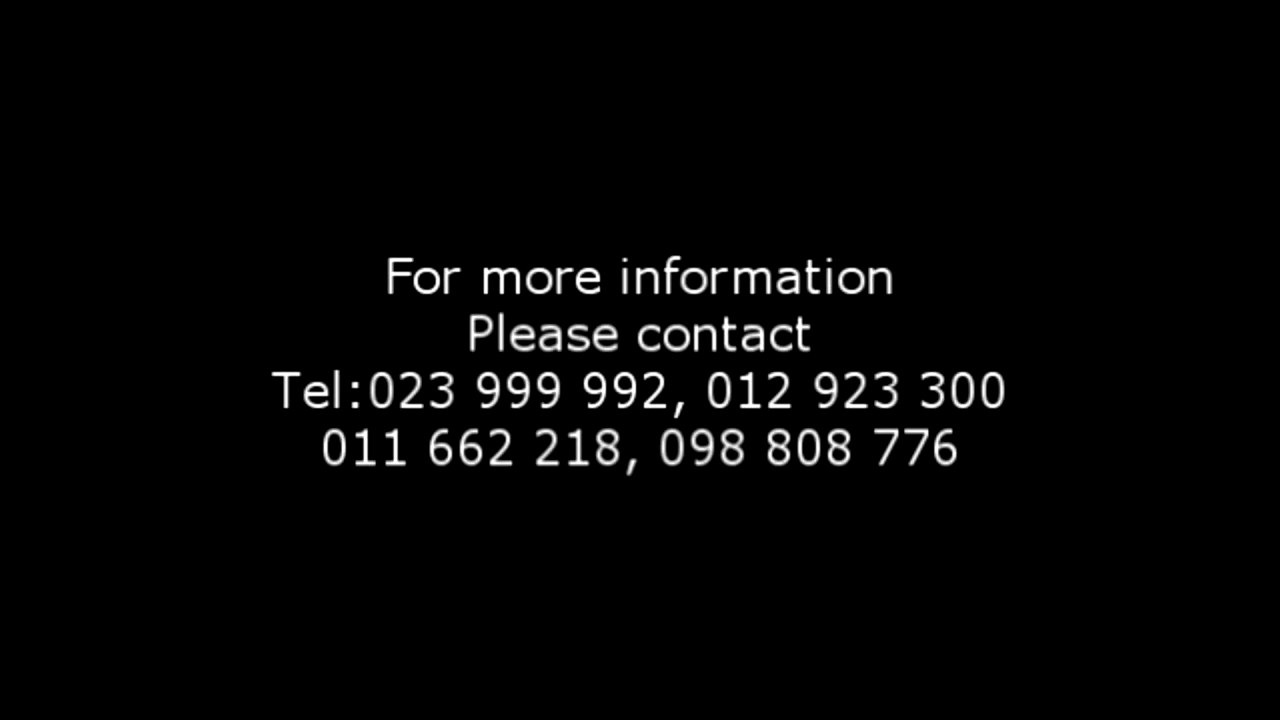 For more information
Please contact
Tel:023 999 992, 012 923 300
011 662 218, 098 808 776